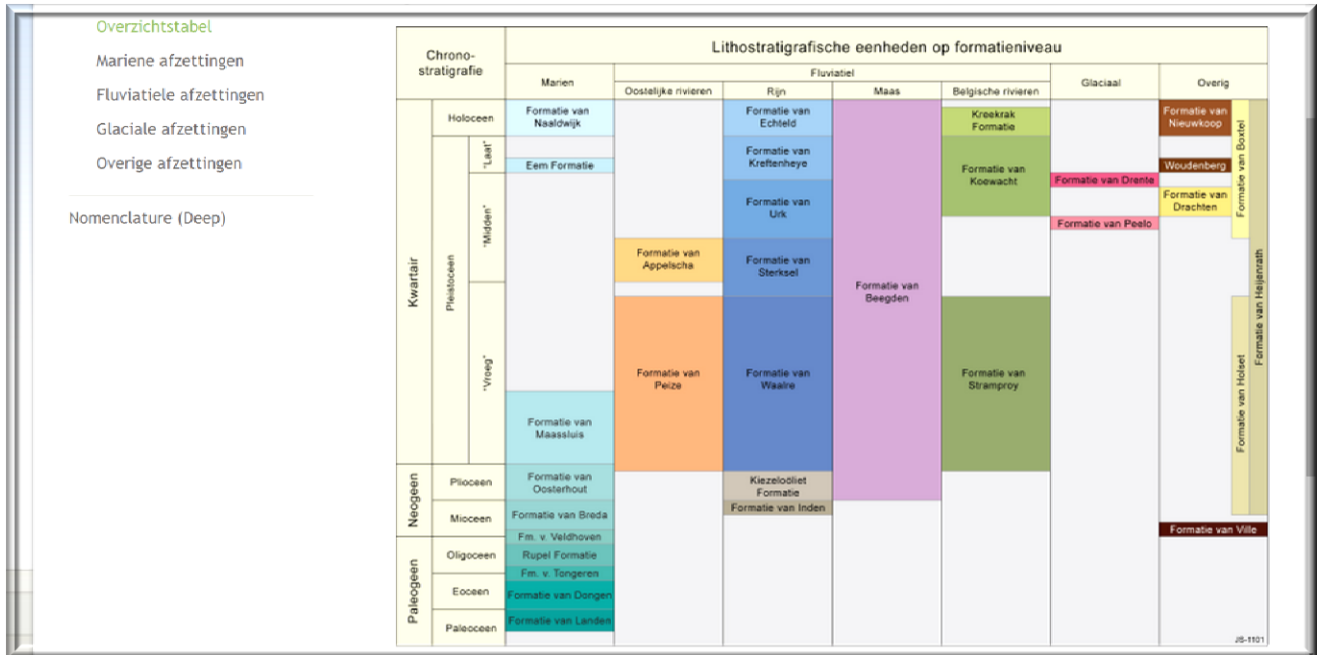 Overzichtstabel
Mariene afzettingen
Fluviatiele afzettingen
Glaciale afzettingen
Overige afzettingen
Nomenclature (Deep)
Chrono-
stratigrafie
Lithostratigrafische eenheden op formatieniveau
Marien
Fluviatiel
Glaciaal
Overig
Oostelijke rivieren
Rijn
Maas
Belgische rivieren
Kwartair
Holoceen
Formatie van
Naaldwijk
Formatie van
Echteld
Kreekrak
Formatie
Formatie van
Nieuwkoop
Formatie van Boxtel
Formatie van Heijenrath
Pleistoceen
"Laat"
Eem Formatie
Formatie van
Kreftenheye
Formatie van
Koewacht
Woudenberg
"Midden"
Formatie van Drente
Formatie van
Urk
Formatie van
Drachten
Formatie van Peelo
Formatie van
Appelscha
Formatie van
Sterksel
Formatie van
Beegden
"Vroeg"
Formatie van
Peize
Formatie van
Waalre
Formatie van
Stramproy
Formatie van Holset
Formatie van
Maassluis
Neogeen
Plioceen
Formatie van
Oosterhout
Kiezeloöliet
Formatie
Mioceen
Formatie van Breda
Formatie van Inden
Fm. v. Veldhoven
Formatie van Ville
Paleogeen
Oligoceen
Rupel Formatie
Fm. v. Tongeren
Eoceen
Formatie van Dongen
Paleoceen
Formatie van Landen
JS-1101